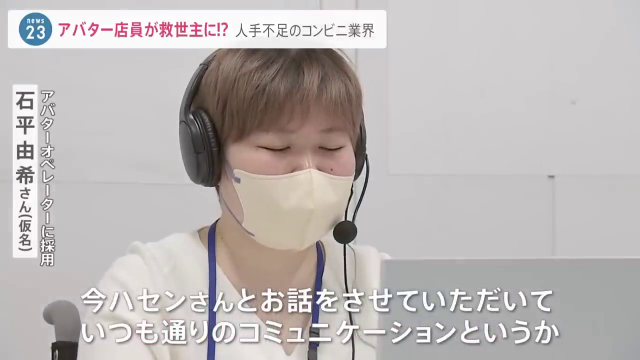 news
23
アバター店員が救世主に!? 人手不足のコンビニ業界
アバターオペレーターに採用
石平由希さん(仮名)
今ハセンさんとお話をさせていただいて
いつも通りのコミュニケーションというか